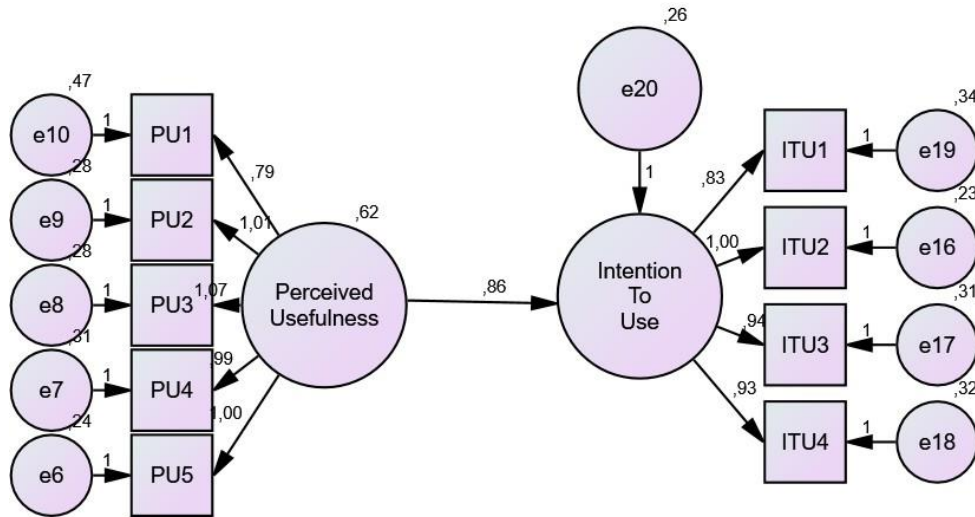 ,26
e20
,47
e10
1
PU1
,79
,28
e9
1
PU2
1,01
,28
e8
1
PU3
1,07
,31
e7
1
PU4
,99
,24
e6
1
PU5
1,00
,62
Perceived
Usefulness
,86
1
Intention
To
Use
,83
ITU1
1
e19
,34
1,00
ITU2
1
e16
,23
,94
ITU3
1
e17
,31
,93
ITU4
1
e18
,32